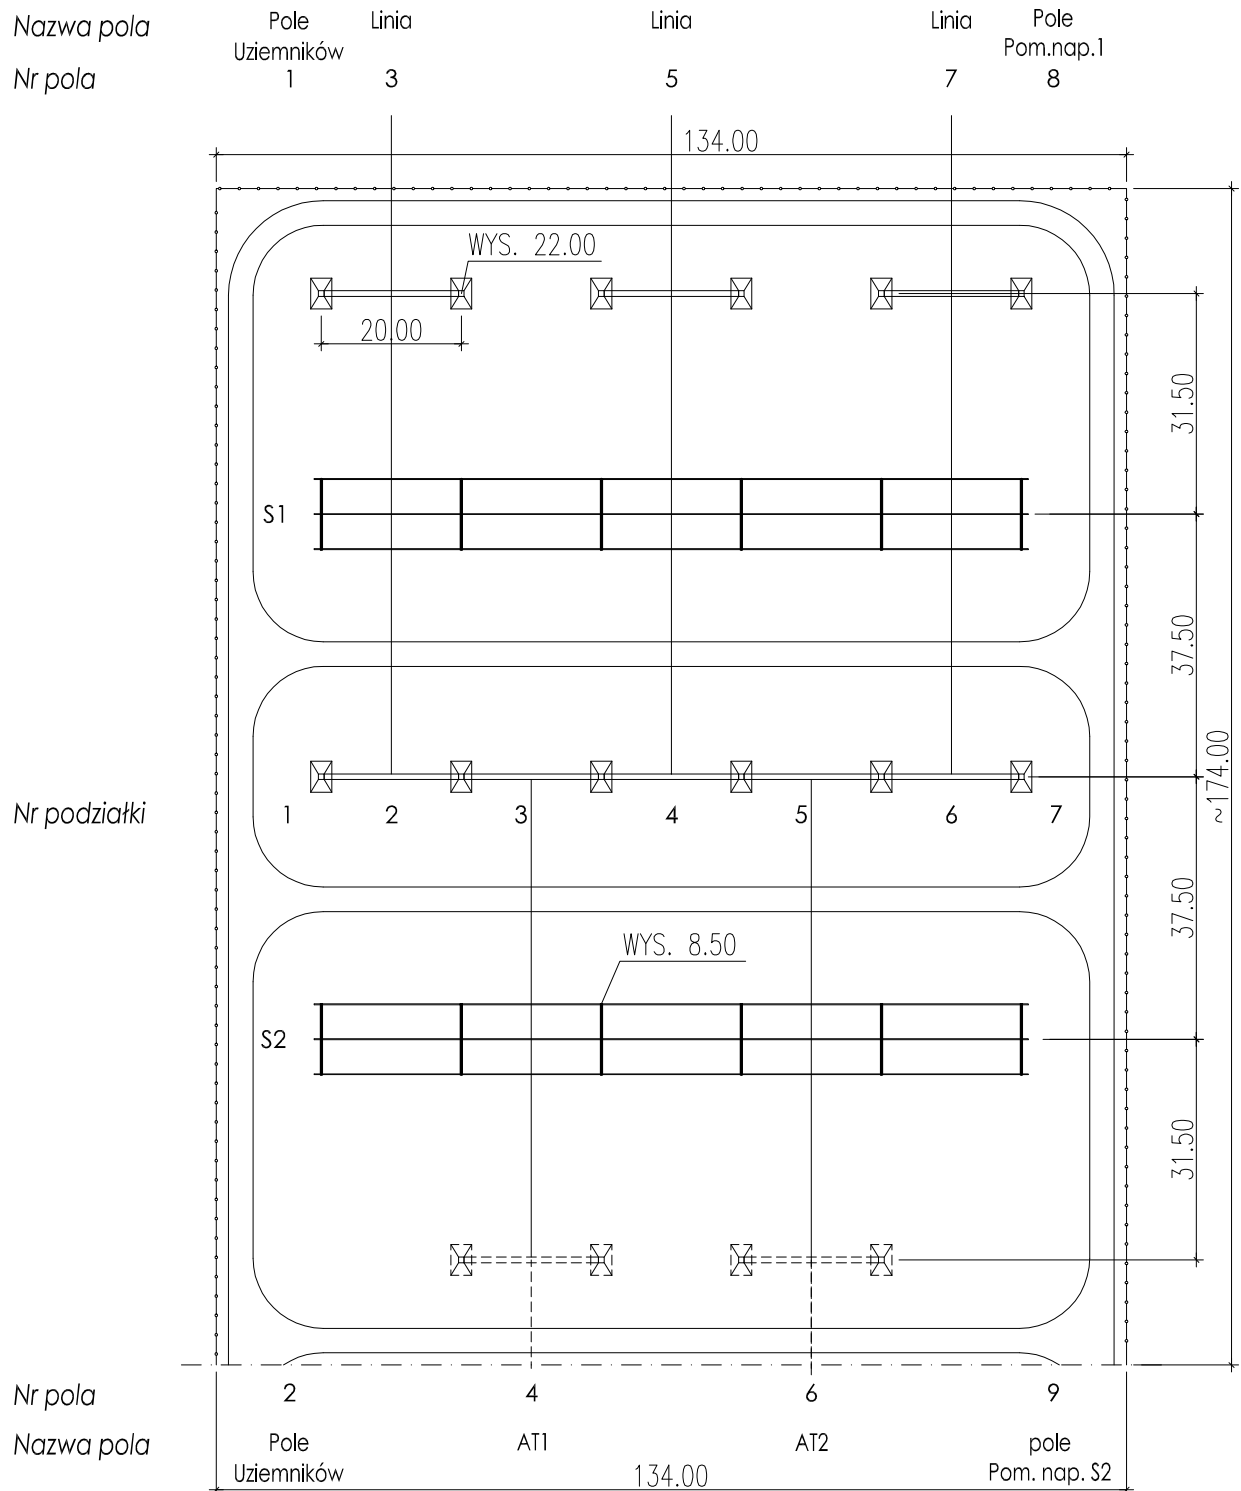 Nazwa pola Pole Uziemników Linia Linia Linia Pole Pom.nap.1
Nr pola 1 3 5 7 8
134.00
WYS. 22.00
20.00
31.50
S1
37.50
~174.00
Nr podziałki 1 2 3 4 5 6 7
37.50
WYS. 8.50
S2
31.50
Nr pola 2 4 6 9
Nazwa pola Pole Uziemników AT1 AT2 pole Pom. nap. S2
134.00